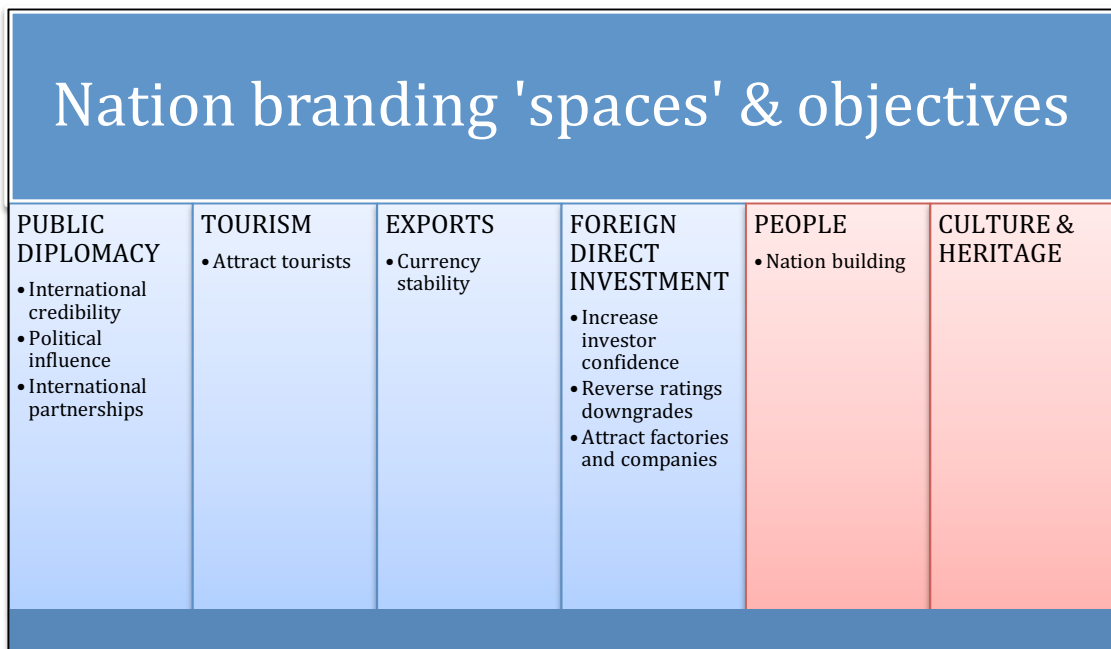 Nation branding 'spaces' & objectives
PUBLIC
DIPLOMACY
• International
credibility
• Political
influence
• International
partnerships
TOURISM
• Attract tourists
EXPORTS
• Currency
stability
FOREIGN
DIRECT
INVESTMENT
• Increase
investor
confidence
• Reverse ratings
downgrades
• Attract factories
and companies
PEOPLE
• Nation building
CULTURE &
HERITAGE